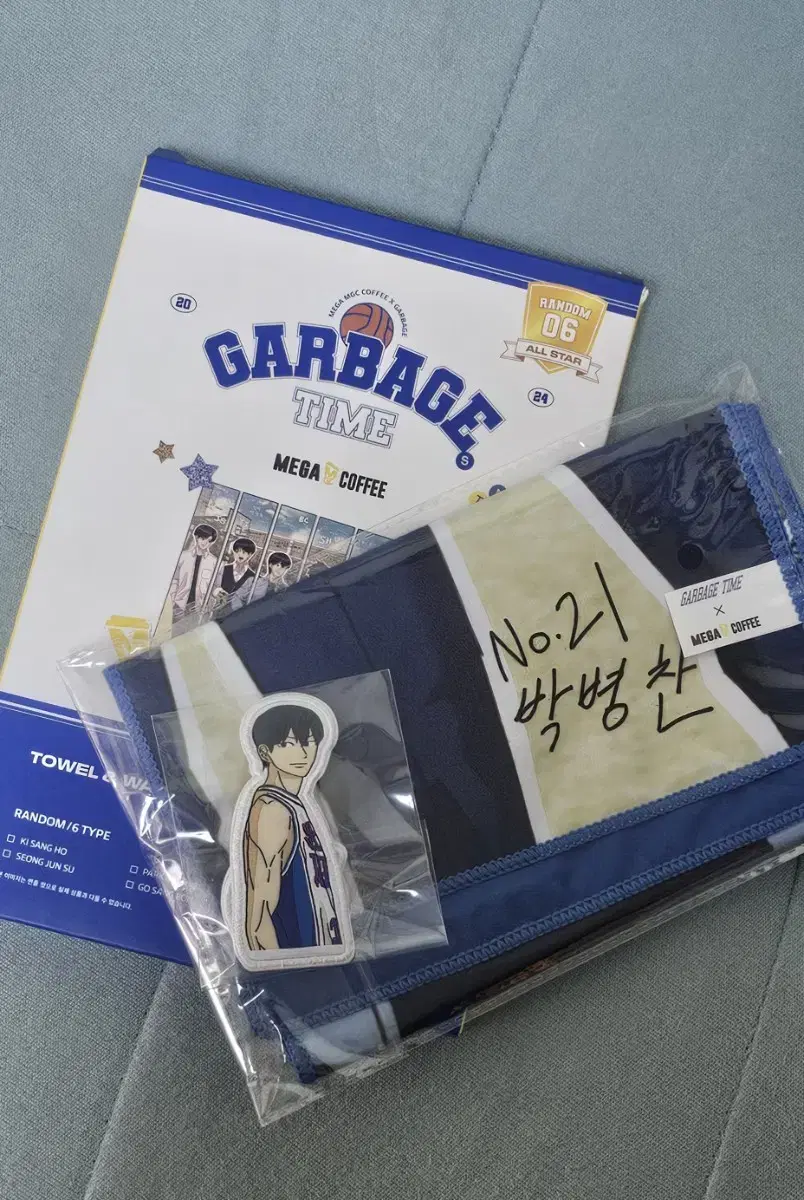 20
MEGA MGC COFFEE X GARBAGE
GARBAGE
TIME
S
24
RANDOM
06
ALL STAR
MEGA COFFEE
GARBAGE TIME
×
MEGA COFFEE
No.21
박병찬
TOWEL &
RANDOM/6 TYPE
□ KI SANG HO
□ SEONG JUN SU
□ GO